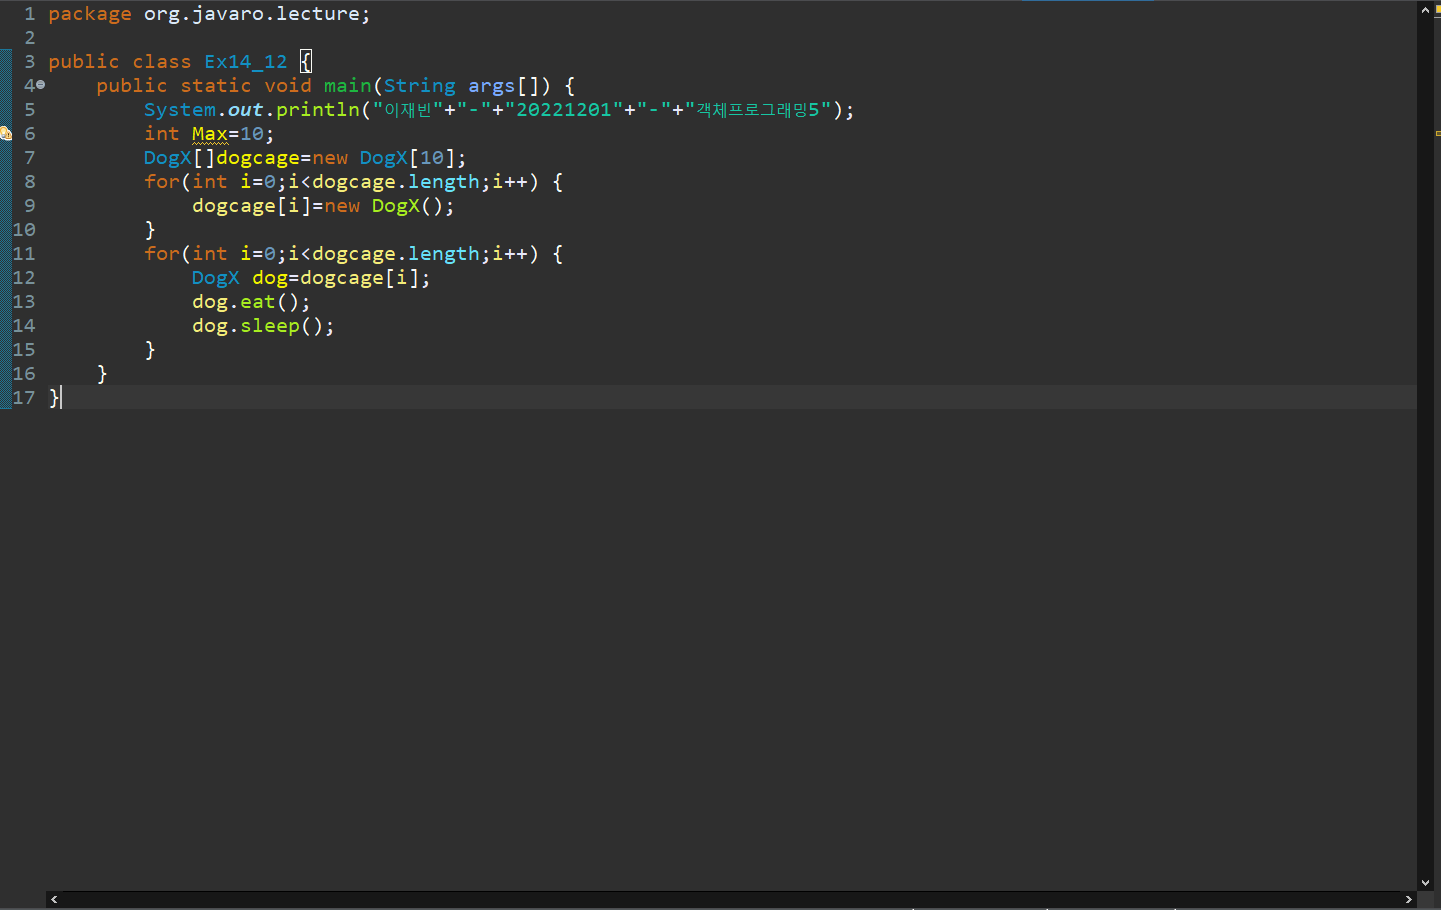 1 package org.javaro.lecture;
2
3 public class Ex14_12 {
4     public static void main(String args[]) {
5         System.out.println("이재빈"+"-"+"20221201"+"-"+"객체프로그래밍5");
6         int Max=10;
7         DogX[]dogcage=new DogX[10];
8         for(int i=0;i<dogcage.length;i++) {
9             dogcage[i]=new DogX();
10         }
11         for(int i=0;i<dogcage.length;i++) {
12             DogX dog=dogcage[i];
13             dog.eat();
14             dog.sleep();
15         }
16     }
17 }